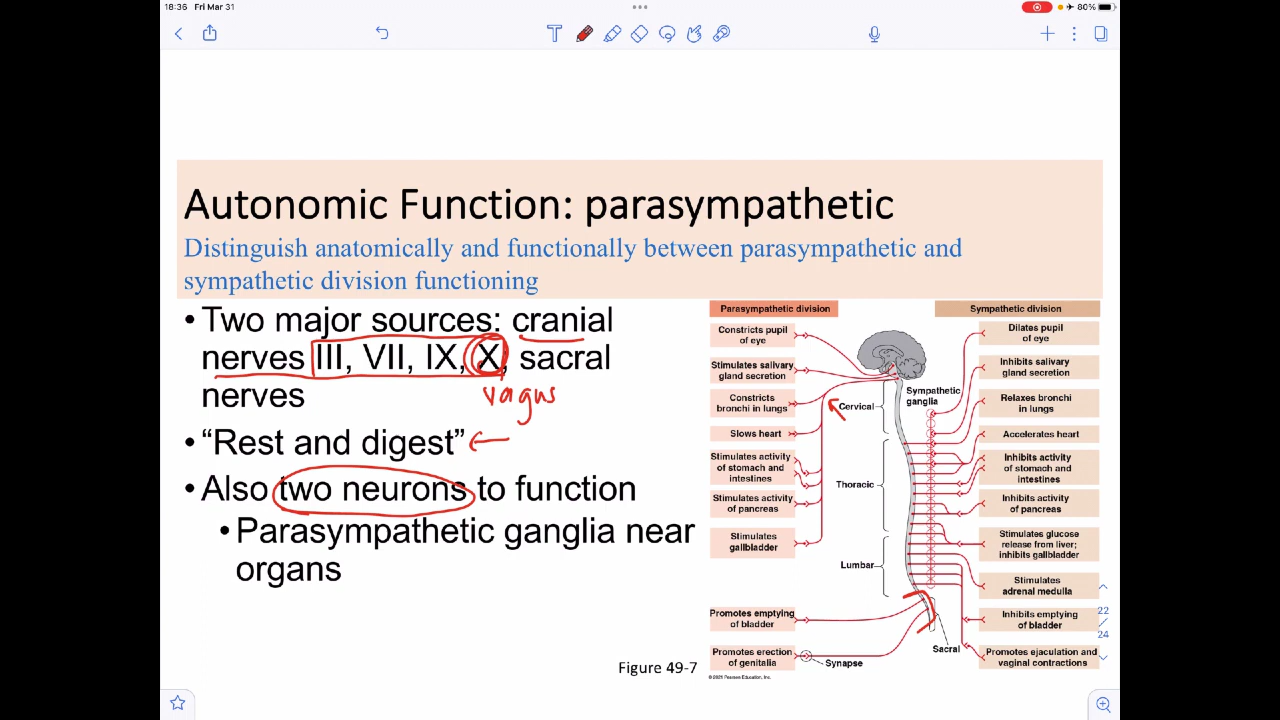 18:36 Fri Mar 31
80%
T
Autonomic Function: parasympathetic
Distinguish anatomically and functionally between parasympathetic and
sympathetic division functioning
• Two major sources: cranial
nerves III, VII, IX, X, sacral
nerves
vagus
• “Rest and digest”
• Also two neurons to function
• Parasympathetic ganglia near
organs
Figure 49-7
Parasympathetic division
Constricts pupil
of eye
Stimulates salivary
gland secretion
Constricts
bronchi in lungs
Slows heart
Stimulates activity
of stomach and
intestines
Stimulates activity
of pancreas
Stimulates
gallbladder
Promotes emptying
of bladder
Promotes erection
of genitalia
Synapse
Cervical
Thoracic
Lumbar
Sacral
Sympathetic
ganglia
Sympathetic division
Dilates pupil
of eye
Inhibits salivary
gland secretion
Relaxes bronchi
in lungs
Accelerates heart
Inhibits activity
of stomach and
intestines
Inhibits activity
of pancreas
Stimulates glucose
release from liver;
inhibits gallbladder
Stimulates
adrenal medulla
Inhibits emptying
of bladder
Promotes ejaculation and
vaginal contractions
22
/
24
© 2021 Pearson Education, Inc.